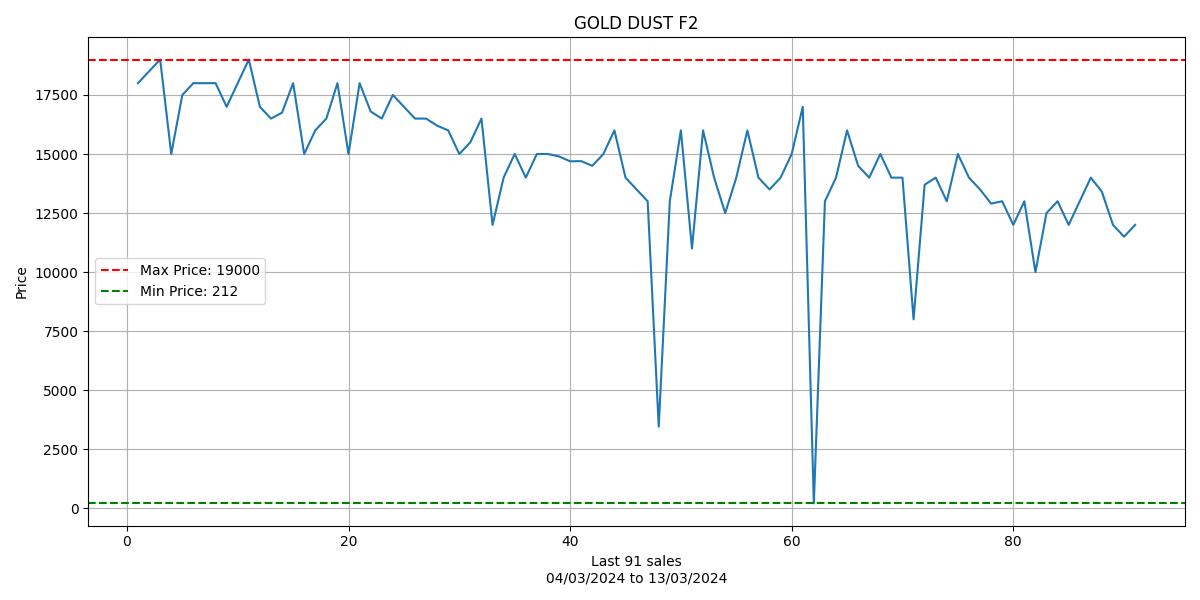 GOLD DUST F2
Price
17500
15000
12500
10000
7500
5000
2500
0
Max Price: 19000
Min Price: 212
0 20 40 60 80
Last 91 sales
04/03/2024 to 13/03/2024